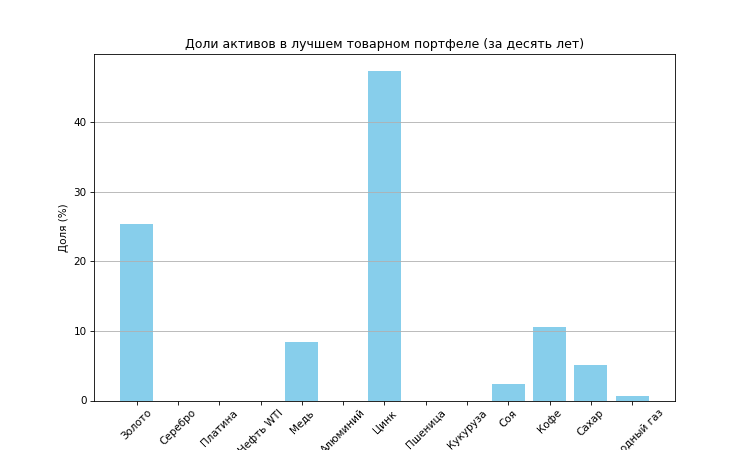 Доли активов в лучшем товарном портфеле (за десять лет)
Доля (%)
40
30
20
10
0
Золото
Серебро
Платина
Нефть WTI
Медь
Алюминий
Цинк
Пшеница
Кукуруза
Соя
Кофе
Сахар
газ